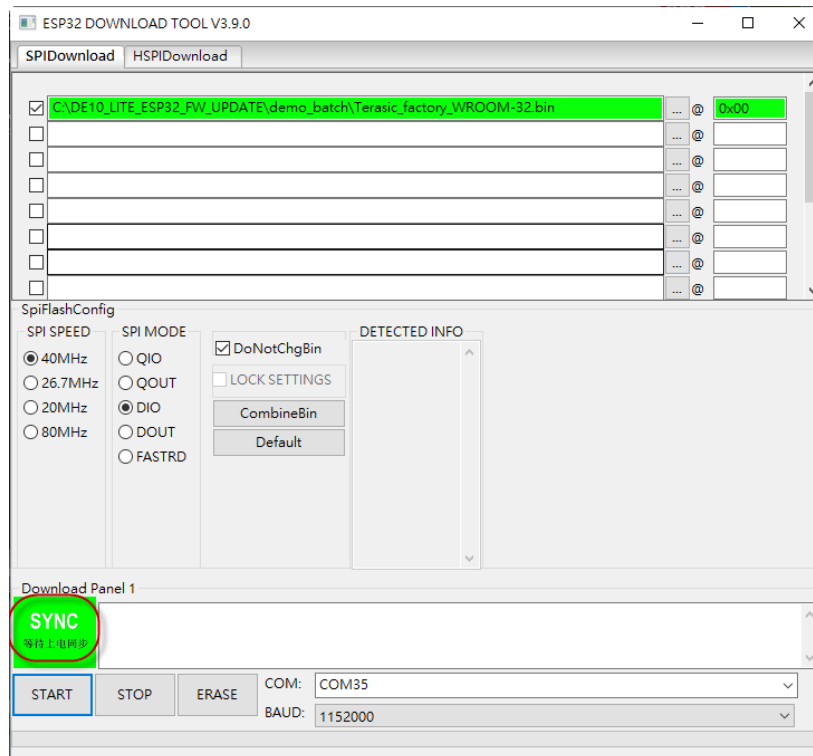 ESP32 DOWNLOAD TOOL V3.9.0
SPIDownload HSPIDownload
C:\DE10_LITE_ESP32_FW_UPDATE\demo_batch\Terasic_factory_WROOM-32.bin ... @ 0x00
... @
... @
... @
... @
... @
... @
... @
SpiFlashConfig
SPI SPEED SPI MODE DETECTED INFO
40MHz QIO DoNotChgBin
26.7MHz QOUT LOCK SETTINGS
20MHz DIO CombineBin
80MHz DOUT Default
FASTRD
Download Panel 1
SYNC
等待上电同步
START STOP ERASE COM: COM35
BAUD: 1152000